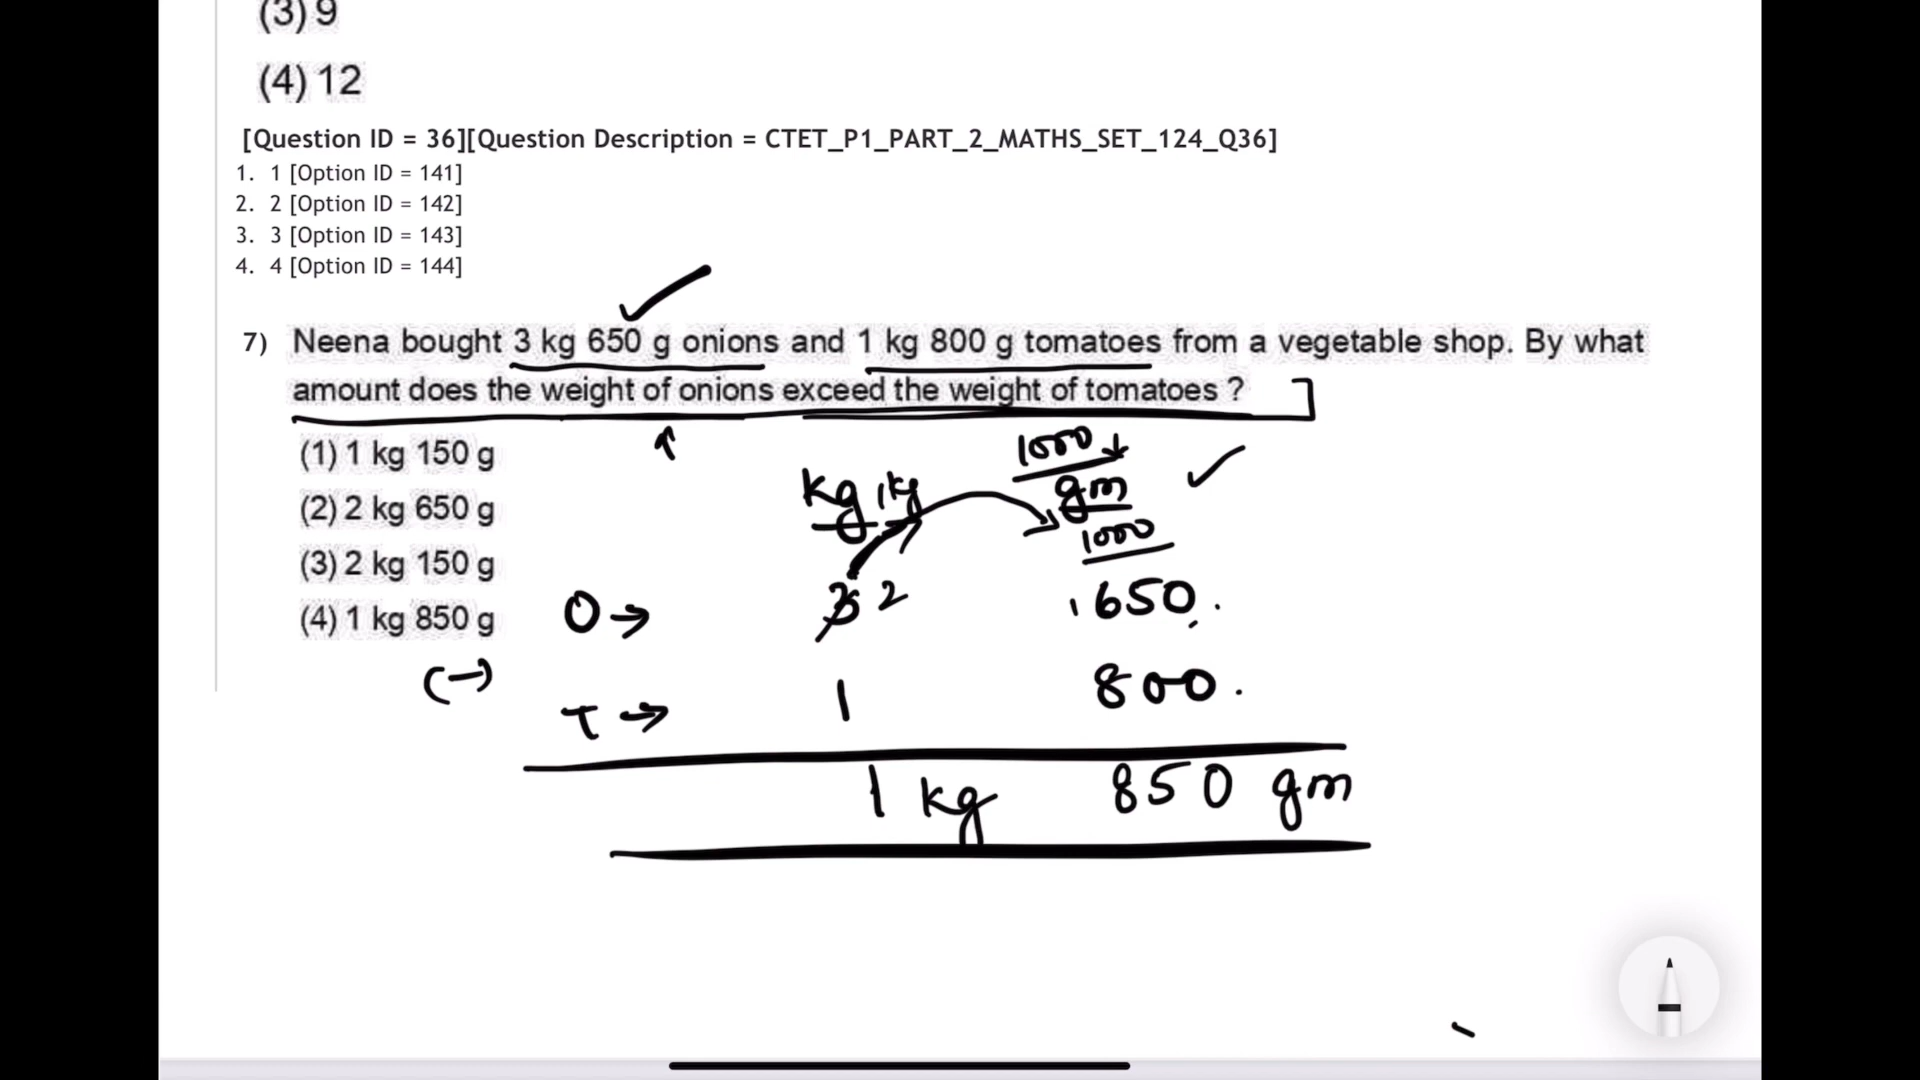 (3) 9
(4) 12
[Question ID = 36][Question Description = CTET_P1_PART_2_MATHS_SET_124_Q36]
1. 1 [Option ID = 141]
2. 2 [Option ID = 142]
3. 3 [Option ID = 143]
4. 4 [Option ID = 144]
7) Neena bought 3 kg 650 g onions and 1 kg 800 g tomatoes from a vegetable shop. By what
amount does the weight of onions exceed the weight of tomatoes ?
(1) 1 kg 150 g
(2) 2 kg 650 g
(3) 2 kg 150 g
(4) 1 kg 850 g
1000
kg 1kg gm
1000
O → 3 2 1650
(-)
T → 1 800
1 kg 850 gm